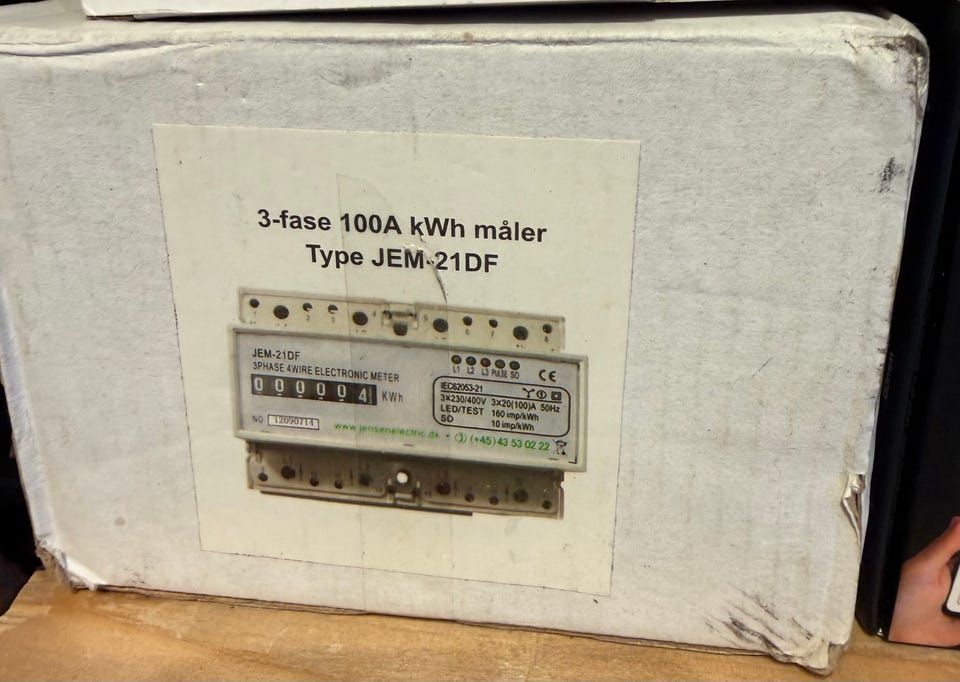 3-fase 100A kWh måler
Type JEM-21DF
JEM-21DF
3PHASE 4WIRE ELECTRONIC METER
000004 KWh
NO 12090714
www.jensenelectric.dk • (+45) 43 53 02 22
L1 L2 L3 PULSE SO
CE
IEC62053-21
3×230/400V 3×20(100)A 50Hz
LED/TEST 160 imp/kWh
SO 10 imp/kWh